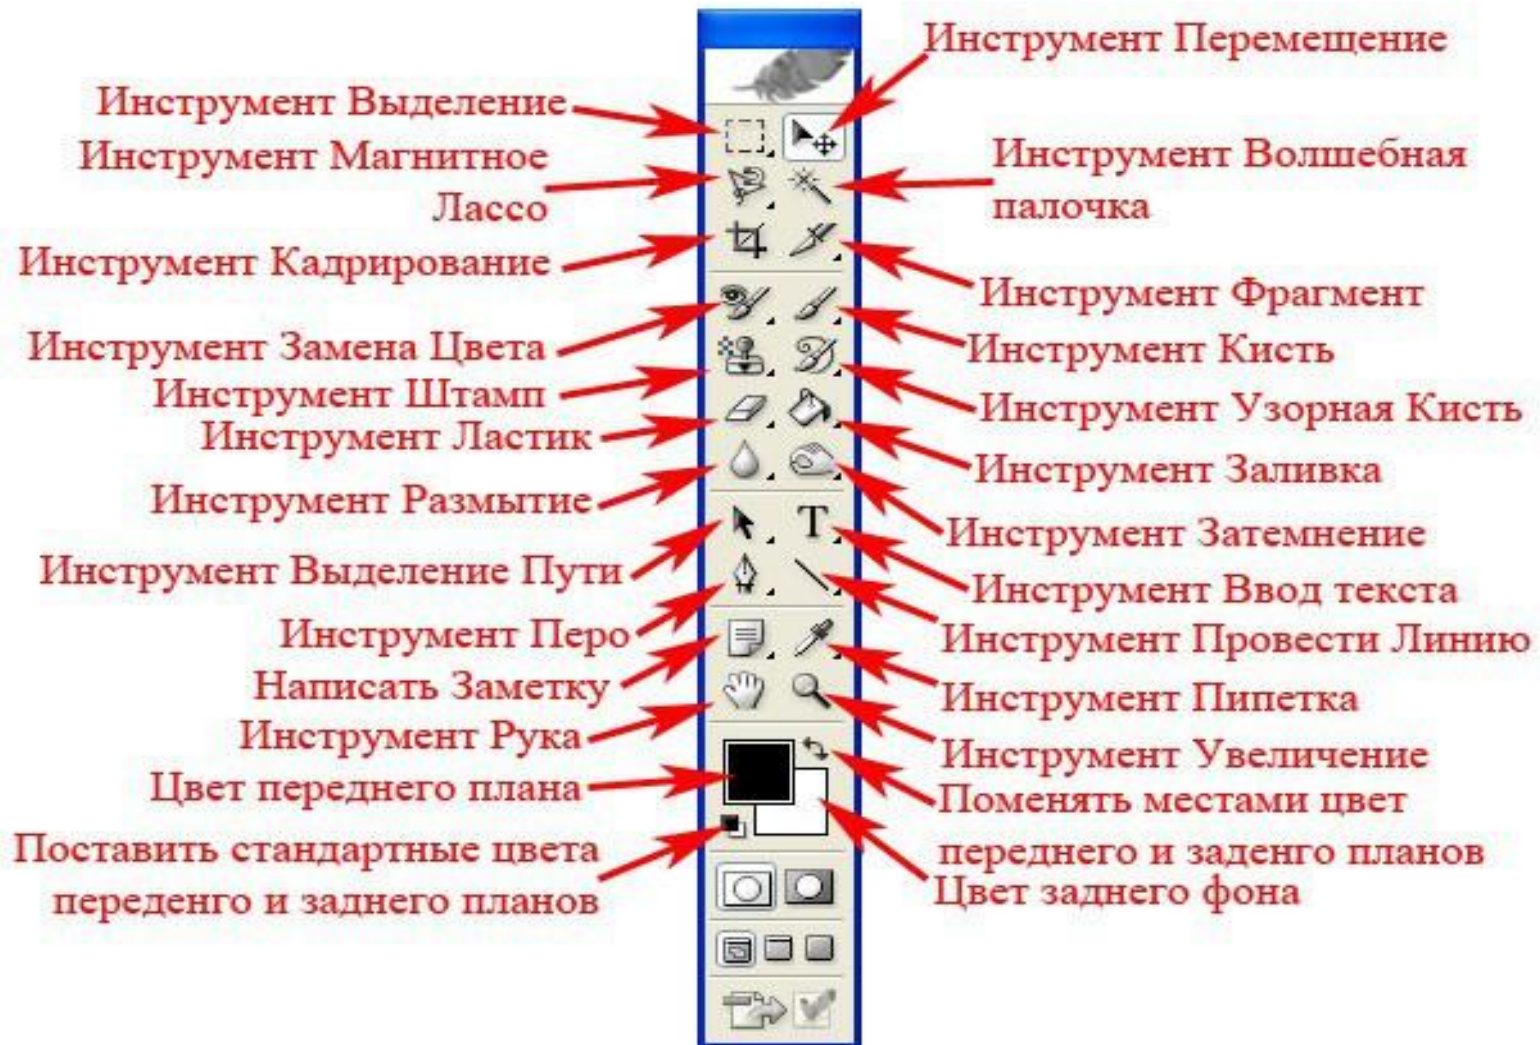 Инструмент Перемещение
Инструмент Выделение
Инструмент Магнитное
Лассо
Инструмент Волшебная
палочка
Инструмент Кадрирование
Инструмент Фрагмент
Инструмент Замена Цвета
Инструмент Кисть
Инструмент Штамп
Инструмент Узорная Кисть
Инструмент Ластик
Инструмент Заливка
Инструмент Размытие
Инструмент Затемнение
Инструмент Выделение Пути
T
Инструмент Ввод текста
Инструмент Перо
Инструмент Провести Линию
Написать Заметку
Инструмент Пипетка
Инструмент Рука
Инструмент Увеличение
Цвет переднего плана
Поменять местами цвет
переднего и заденго планов
Поставить стандартные цвета
переденго и заднего планов
Цвет заднего фона